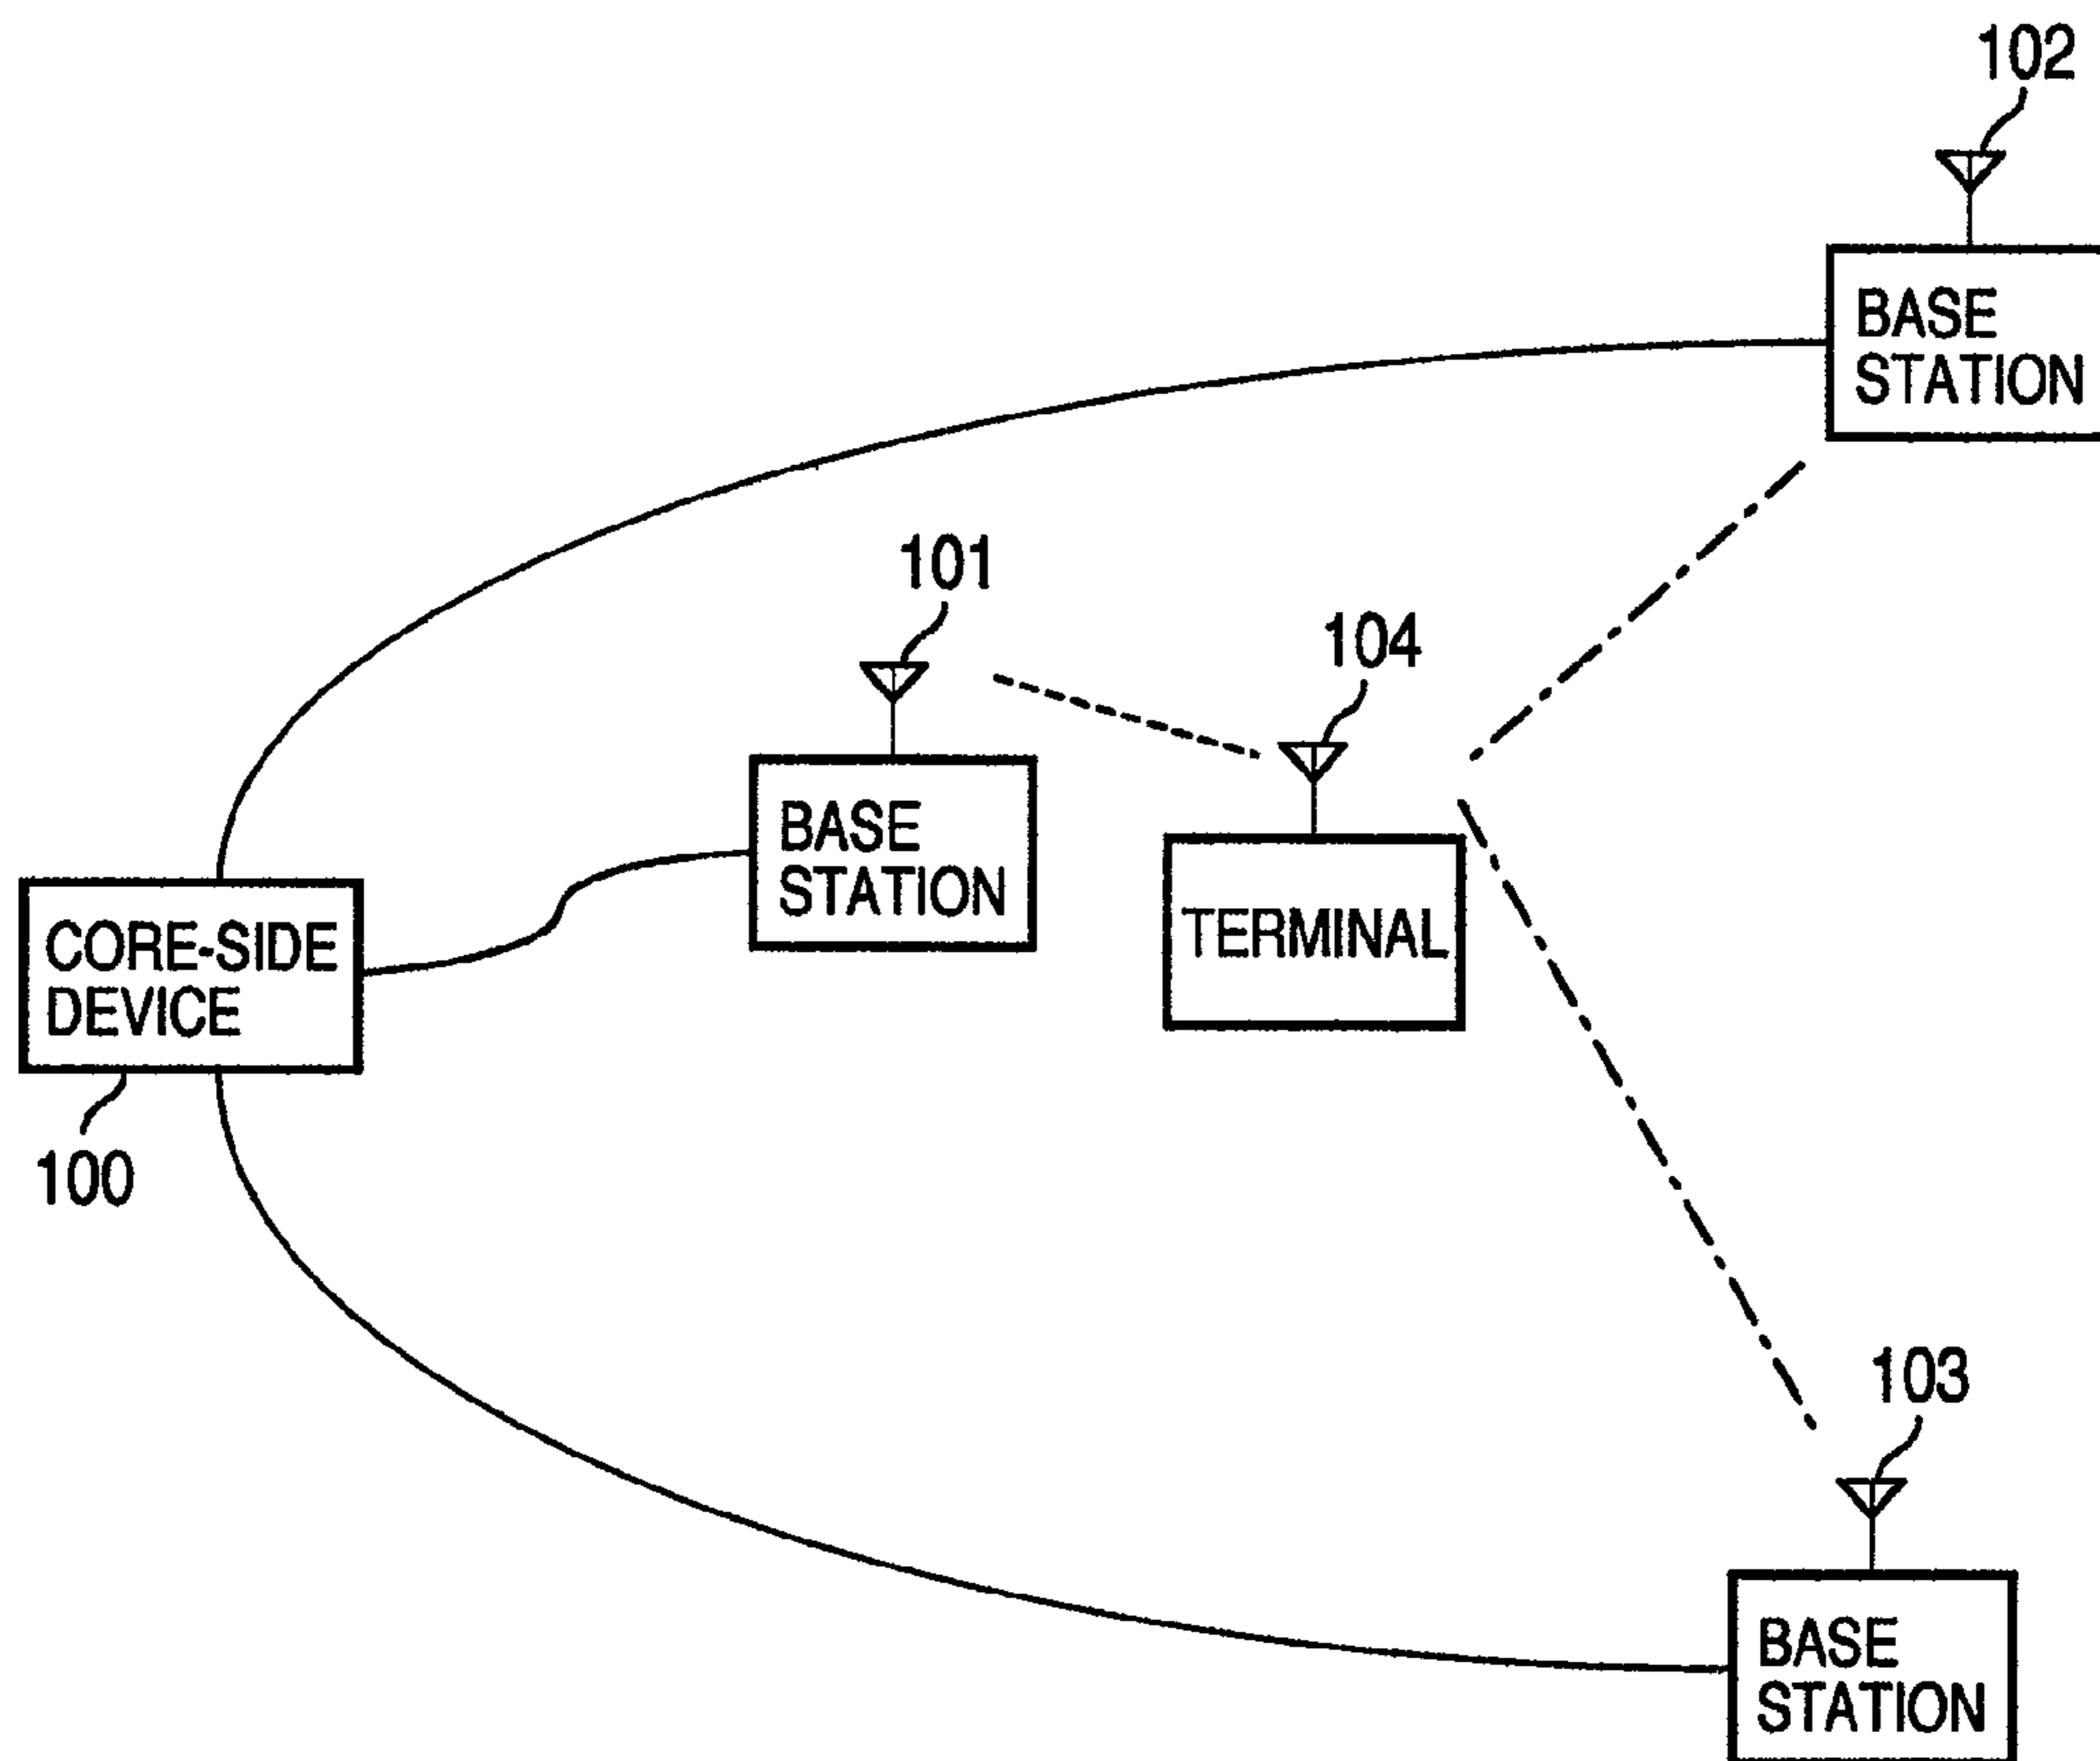 102
BASE
STATION
101
104
BASE
STATION
TERMINAL
CORE-SIDE
DEVICE
100
103
BASE
STATION